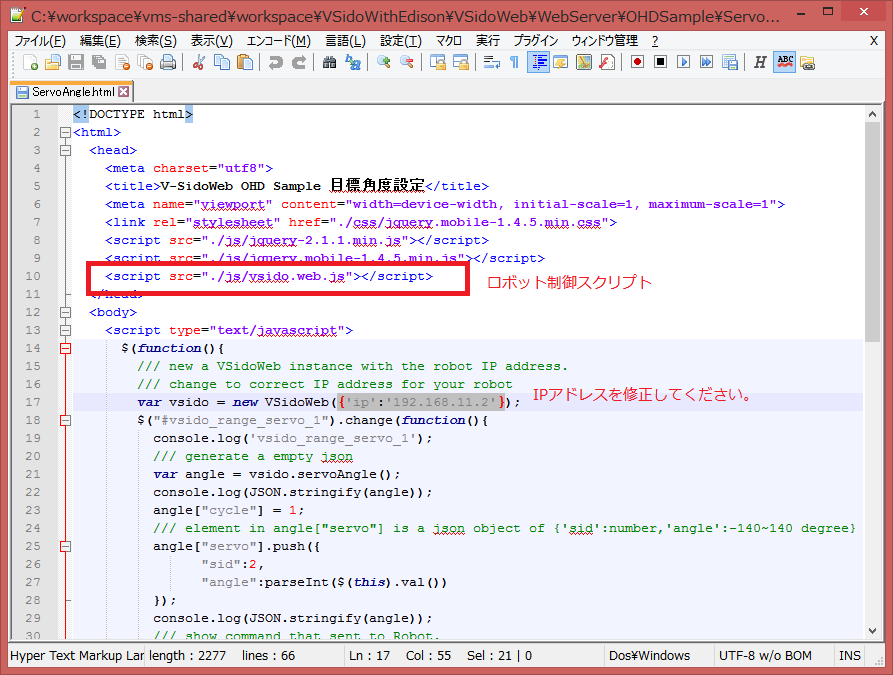 C:¥workspace¥vms-shared¥workspace¥VSidoWithEdison¥VSidoWeb¥WebServer¥OHDSample¥Servo...
ファイル(F) 編集(E) 検索(S) 表示(V) エンコード(M) 言語(L) 設定(T) マクロ 実行 プラグイン ウィンドウ管理 ? X
ServoAngle.html
1 <!DOCTYPE html>
2 <html>
3 <head>
4 <meta charset="utf8">
5 <title>V-SidoWeb OHD Sample 目標角度設定</title>
6 <meta name="viewport" content="width=device-width, initial-scale=1, maximum-scale=1">
7 <link rel="stylesheet" href="./css/jquery.mobile-1.4.5.min.css">
8 <script src="./js/jquery-2.1.1.min.js"></script>
9 <script src="./js/jquery.mobile-1.4.5.min.js"></script>
10 <script src="./js/vsido.web.js"></script>
ロボット制御スクリプト
11 </head>
12 <body>
13 <script type="text/javascript">
14 $(function(){
15 /// new a VSidoWeb instance with the robot IP address.
16 /// change to correct IP address for your robot
17 var vsido = new VSidoWeb({'ip':'192.168.11.2'});
IPアドレスを修正してください。
18 $("#vsido_range_servo_1").change(function(){
19 console.log('vsido_range_servo_1');
20 /// generate a empty json
21 var angle = vsido.servoAngle();
22 console.log(JSON.stringify(angle));
23 angle["cycle"] = 1;
24 /// element in angle["servo"] is a json object of {'sid':number,'angle':-140~140 degree}
25 angle["servo"].push({
26 "sid":2,
27 "angle":parseInt($(this).val())
28 });
29 console.log(JSON.stringify(angle));
30 /// show command that sent to Robot.
Hyper Text Markup Lar length : 2277 lines : 66 Ln : 17 Col : 55 Sel : 21 | 0 Dos¥Windows UTF-8 w/o BOM INS